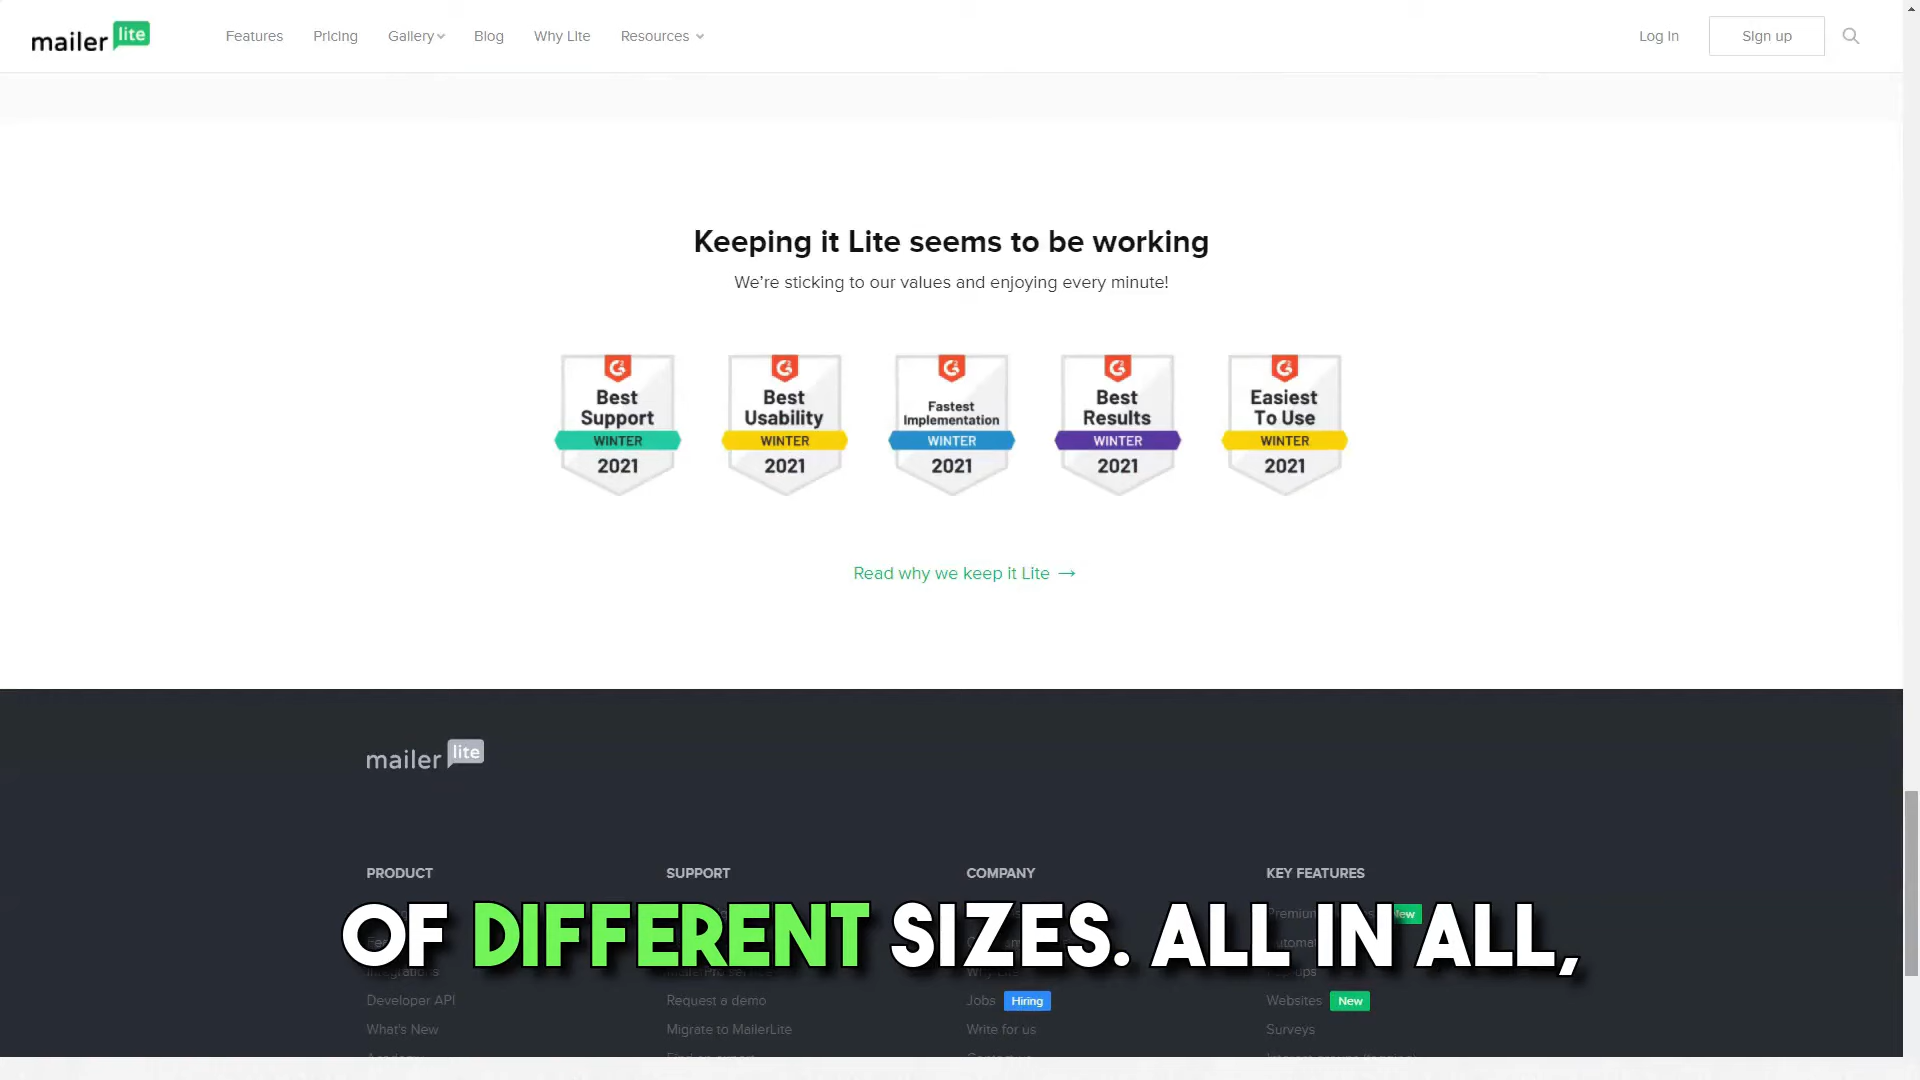 mailer lite
Features Pricing Gallery Blog Why Lite Resources Log in Sign up
Keeping it Lite seems to be working
We're sticking to our values and enjoying every minute!
Best Support WINTER 2021
Best Usability WINTER 2021
Fastest Implementation WINTER 2021
Best Results WINTER 2021
Easiest To Use WINTER 2021
Read why we keep it Lite →
mailer lite
PRODUCT SUPPORT COMPANY KEY FEATURES
New
OF DIFFERENT SIZES. ALL IN ALL,
Integrations
Developer API Request a demo Jobs Hiring Websites New
What's New Migrate to MailerLite Write for us Surveys